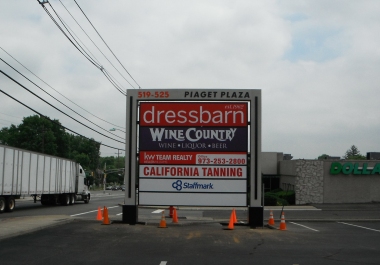 519-525 PIAGET PLAZA
dressbarn
WINE COUNTRY
WINE • LIQUOR • BEER
KW TEAM REALTY
973-253-2800
CALIFORNIA TANNING
Staffmark
DOLLA